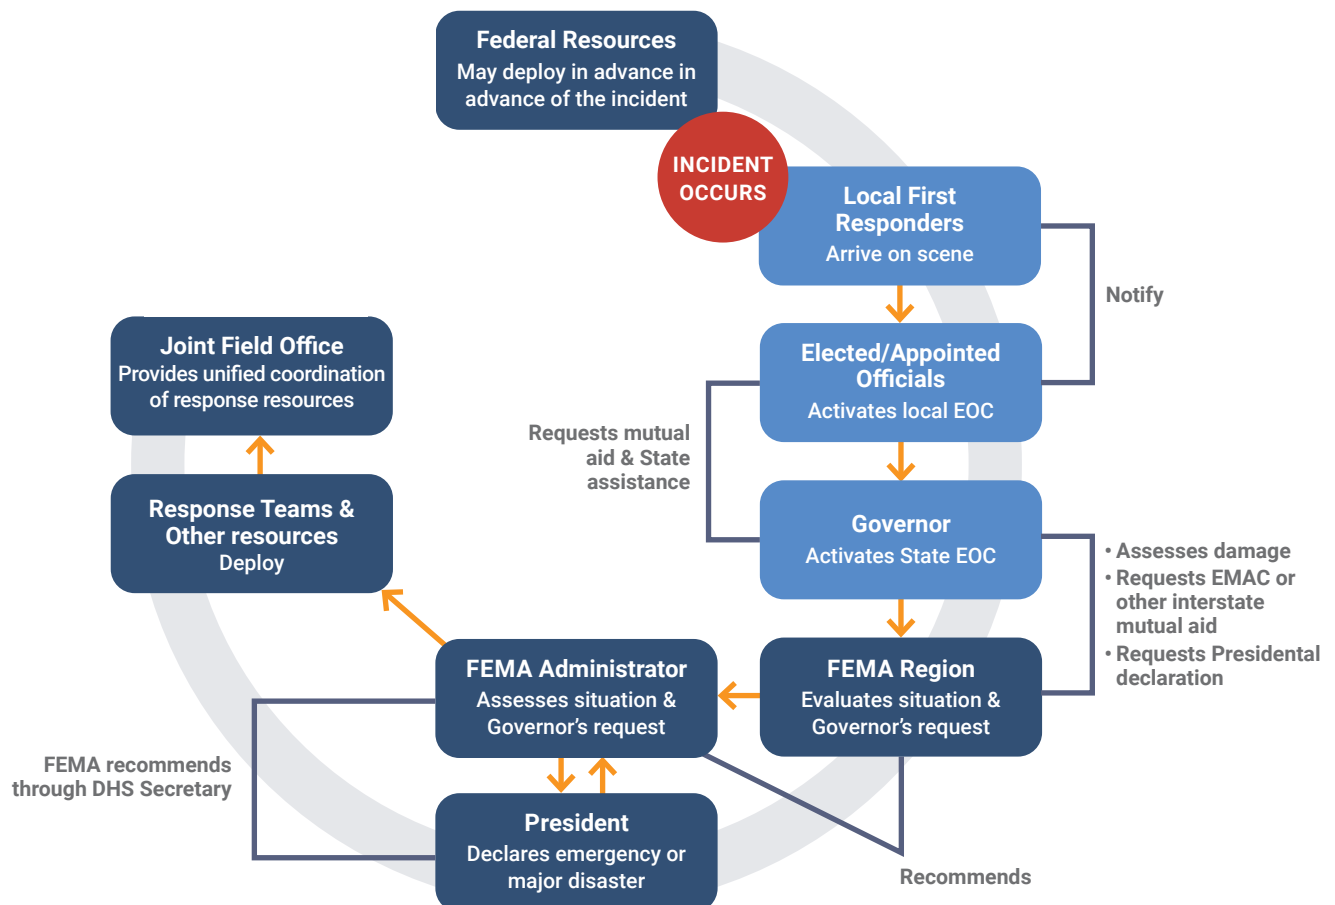 Federal Resources
May deploy in advance in
advance of the incident
INCIDENT
OCCURS
Local First
Responders
Arrive on scene
Notify
Elected/Appointed
Officials
Activates local EOC
Requests mutual
aid & State
assistance
Governor
Activates State EOC
• Assesses damage
• Requests EMAC or
other interstate
mutual aid
• Requests Presidental
declaration
FEMA Region
Evaluates situation &
Governor's request
Recommends
FEMA Administrator
Assesses situation &
Governor's request
FEMA recommends
through DHS Secretary
President
Declares emergency or
major disaster
Response Teams &
Other resources
Deploy
Joint Field Office
Provides unified coordination
of response resources